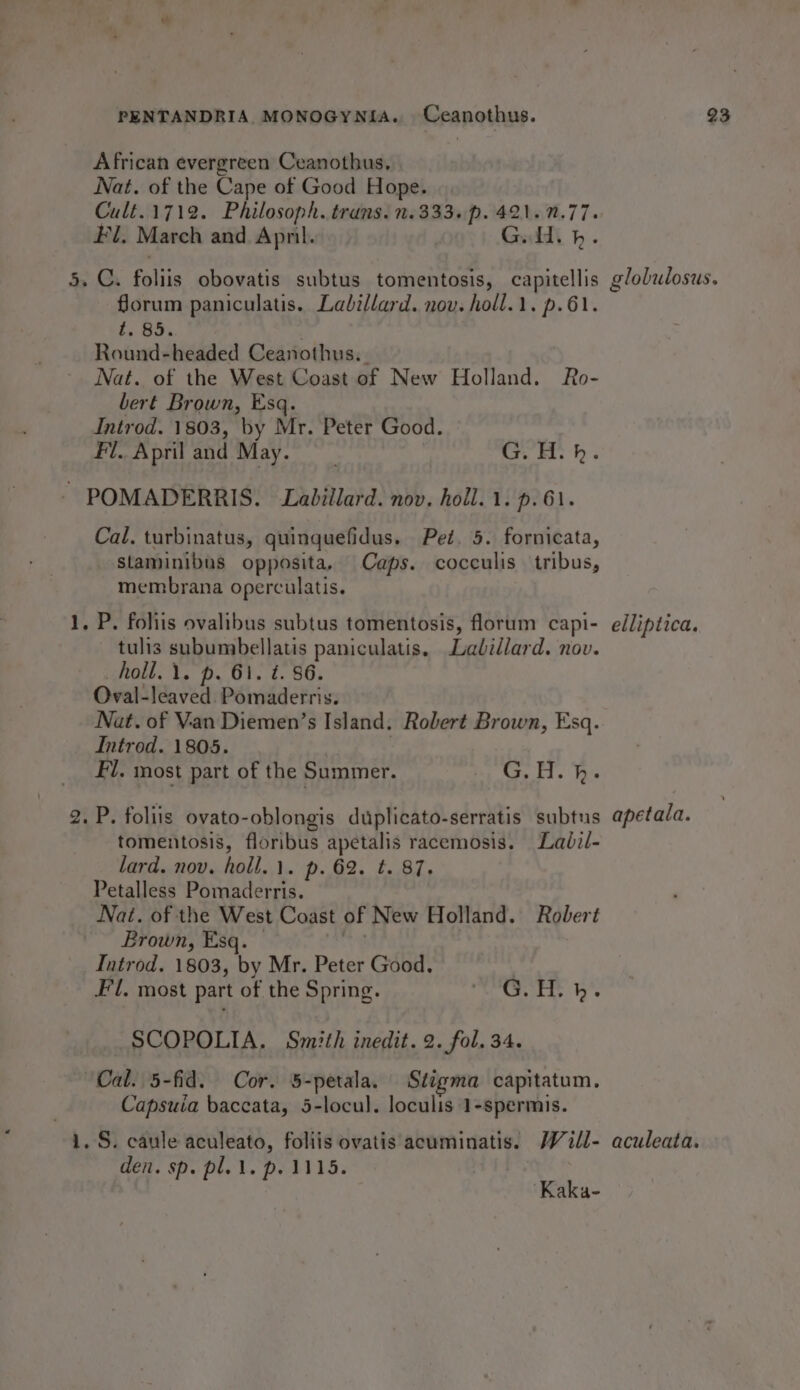 PENTANDRIA MONOGYNIA. Ceanothus. 23
African evergreen Ceanothus.
Nat. of the Cape of Good Hope.
Cult. 1712. Philosoph. trans. n. 333. p. 421. n. 77.
Fl. March and April. G. H. ♄.
5. C. foliis obovatis subtus tomentosis, capitellis globulosus.
florum paniculatis. Labillard. nov. holl. 1. p. 61.
t. 85.
Round-headed Ceanothus.
Nat. of the West Coast of New Holland. Ro-
bert Brown, Esq.
Introd. 1803, by Mr. Peter Good.
Fl. April and May. G. H. ♄.
POMADERRIS. Labillard. nov. holl. 1. p. 61.
Cal. turbinatus, quinquefidus. Pet. 5. fornicata,
staminibus opposita. Caps. cocculis tribus,
membrana operculatis.
1. P. foliis ovalibus subtus tomentosis, florum capi- elliptica.
tulis subumbellatis paniculatis. Labillard. nov.
holl. 1. p. 61. t. 86.
Oval-leaved Pomaderris.
Nat. of Van Diemen's Island. Robert Brown, Esq.
Introd. 1805.
Fl. most part of the Summer. G. H. ♄.
2. P. foliis ovato-oblongis duplicato-serratis subtus apetala.
tomentosis, floribus apetalis racemosis. Labil-
lard. nov. holl. 1. p. 62. t. 87.
Petalless Pomaderris.
Nat. of the West Coast of New Holland. Robert
Brown, Esq.
Introd. 1803, by Mr. Peter Good.
Fl. most part of the Spring. G. H. ♄.
SCOPOLIA. Smith inedit. 2. fol. 34.
Cal. 5-fid. Cor. 5-petala. Stigma capitatum.
Capsula baccata, 5-locul. loculis 1-spermis.
1. S. caule aculeato, foliis ovatis acuminatis. Will- aculeata.
den. sp. pl. 1. p. 1115.
Kaka-